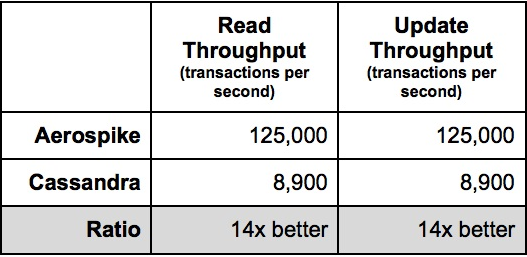 Read Throughput (transactions per second)
Update Throughput (transactions per second)
Aerospike 125,000 125,000
Cassandra 8,900 8,900
Ratio 14x better 14x better